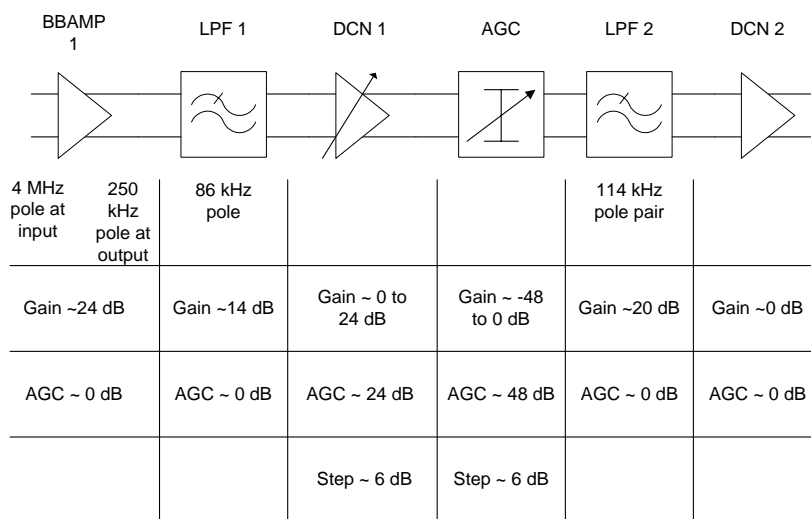 BBAMP
1
LPF 1
DCN 1
AGC
LPF 2
DCN 2
4 MHz
pole at
input
250
kHz
pole at
output
86 kHz
pole
114 kHz
pole pair
Gain ~24 dB
Gain ~14 dB
Gain ~ 0 to
24 dB
Gain ~ -48
to 0 dB
Gain ~20 dB
Gain ~0 dB
AGC ~ 0 dB
AGC ~ 0 dB
AGC ~ 24 dB
AGC ~ 48 dB
AGC ~ 0 dB
AGC ~ 0 dB
Step ~ 6 dB
Step ~ 6 dB